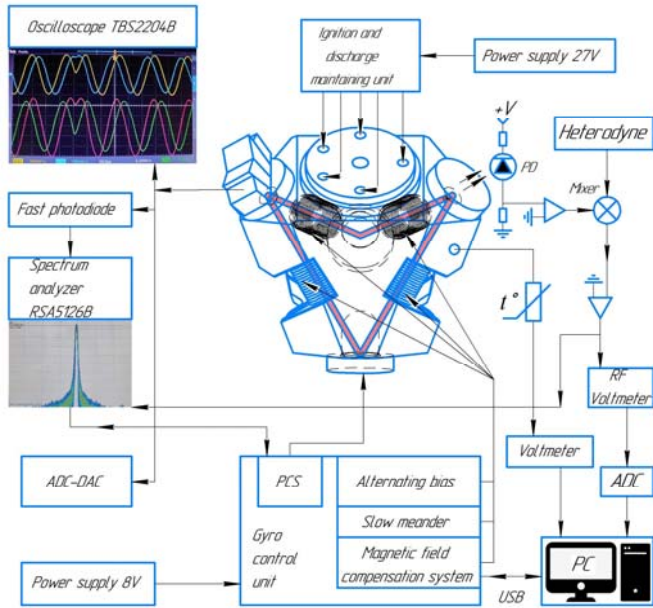 Oscilloscope TBS2204B
Ignition and
discharge
maintaining unit
Power supply 27V
+V
Heterodyne
PD
Mixer
Fast photodiode
Spectrum
analyzer
RSA5126B
t°
RF
Voltmeter
Voltmeter
ADC
ADC-DAC
PCS
Gyro
control
unit
Alternating bias
Slow meander
Magnetic field
compensation system
Power supply 8V
USB
PC